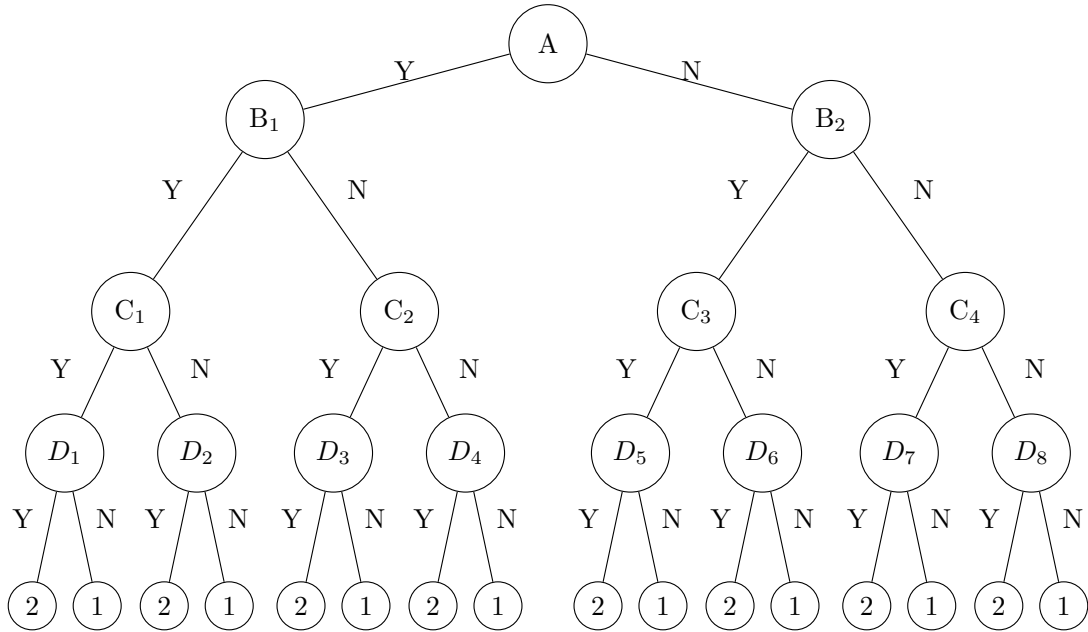 A
Y N
B₁ B₂
Y N Y N
C₁ C₂ C₃ C₄
Y N Y N Y N Y N
D₁ D₂ D₃ D₄ D₅ D₆ D₇ D₈
Y N Y N Y N Y N Y N Y N Y N Y N
2 1 2 1 2 1 2 1 2 1 2 1 2 1 2 1